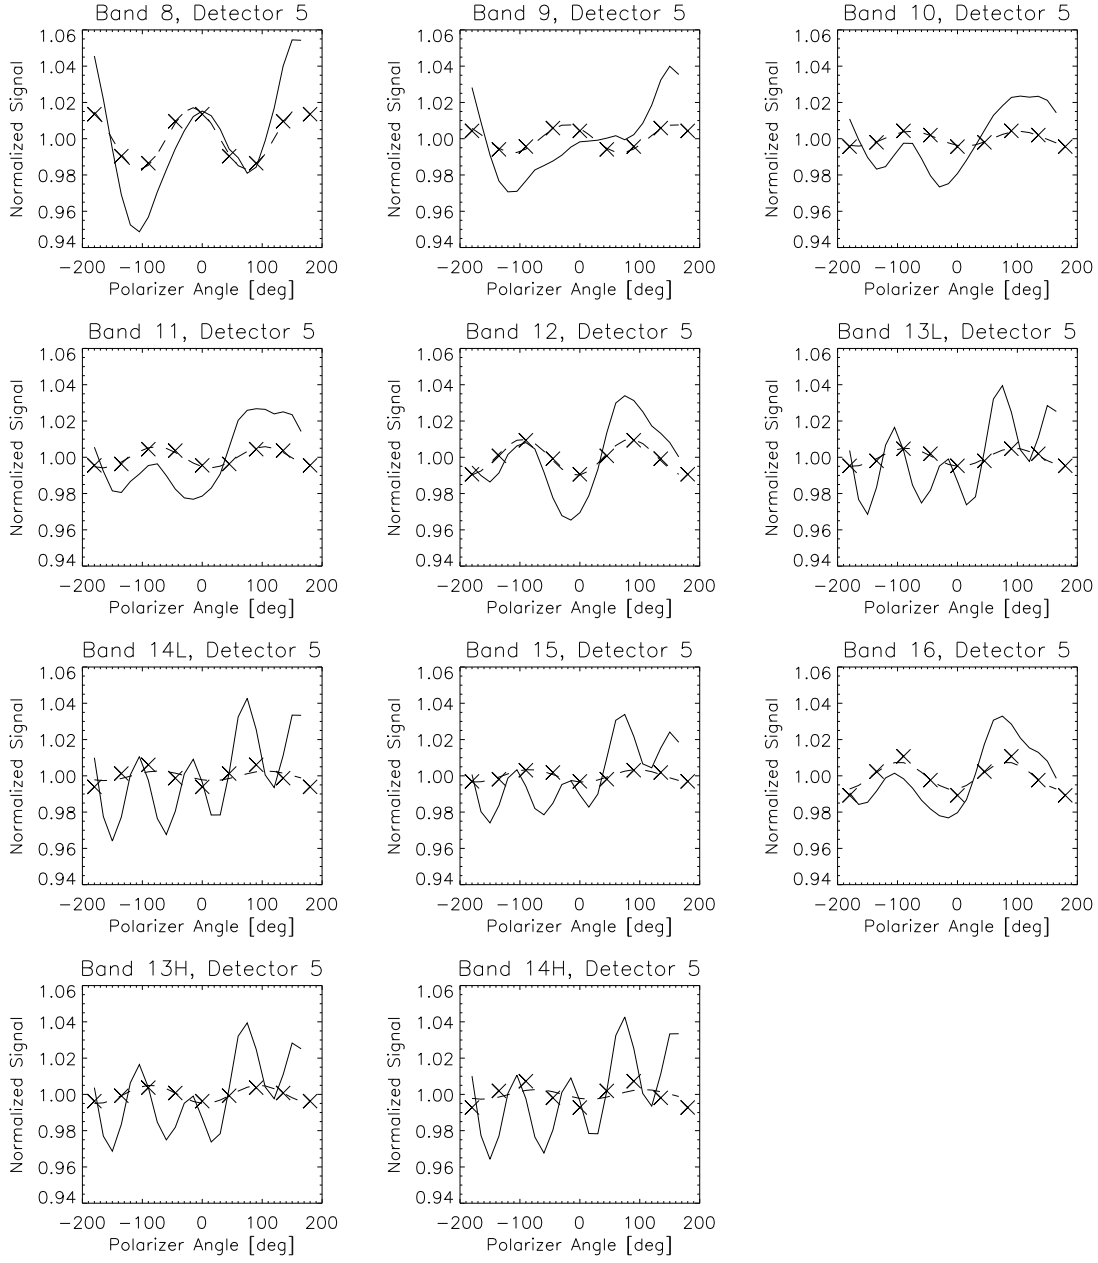 Band 8, Detector 5
Normalized Signal
1.06
1.04
1.02
1.00
0.98
0.96
0.94
−200 −100 0 100 200
Polarizer Angle [deg]
Band 9, Detector 5
Normalized Signal
1.06
1.04
1.02
1.00
0.98
0.96
0.94
−200 −100 0 100 200
Polarizer Angle [deg]
Band 10, Detector 5
Normalized Signal
1.06
1.04
1.02
1.00
0.98
0.96
0.94
−200 −100 0 100 200
Polarizer Angle [deg]
Band 11, Detector 5
Normalized Signal
1.06
1.04
1.02
1.00
0.98
0.96
0.94
−200 −100 0 100 200
Polarizer Angle [deg]
Band 12, Detector 5
Normalized Signal
1.06
1.04
1.02
1.00
0.98
0.96
0.94
−200 −100 0 100 200
Polarizer Angle [deg]
Band 13L, Detector 5
Normalized Signal
1.06
1.04
1.02
1.00
0.98
0.96
0.94
−200 −100 0 100 200
Polarizer Angle [deg]
Band 14L, Detector 5
Normalized Signal
1.06
1.04
1.02
1.00
0.98
0.96
0.94
−200 −100 0 100 200
Polarizer Angle [deg]
Band 15, Detector 5
Normalized Signal
1.06
1.04
1.02
1.00
0.98
0.96
0.94
−200 −100 0 100 200
Polarizer Angle [deg]
Band 16, Detector 5
Normalized Signal
1.06
1.04
1.02
1.00
0.98
0.96
0.94
−200 −100 0 100 200
Polarizer Angle [deg]
Band 13H, Detector 5
Normalized Signal
1.06
1.04
1.02
1.00
0.98
0.96
0.94
−200 −100 0 100 200
Polarizer Angle [deg]
Band 14H, Detector 5
Normalized Signal
1.06
1.04
1.02
1.00
0.98
0.96
0.94
−200 −100 0 100 200
Polarizer Angle [deg]